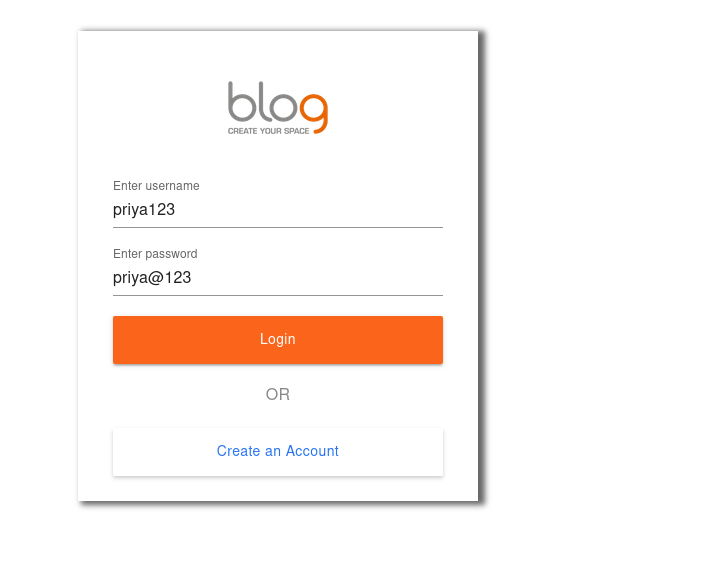 blog
CREATE YOUR SPACE
Enter username
priya123
Enter password
priya@123
Login
OR
Create an Account